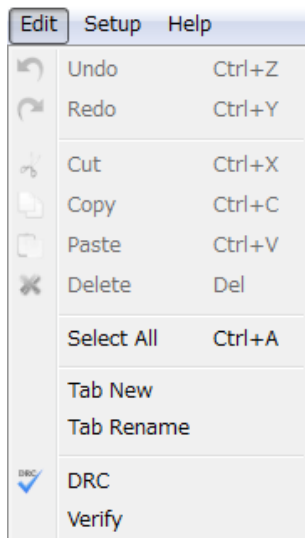 Edit Setup Help
Undo Ctrl+Z
Redo Ctrl+Y
Cut Ctrl+X
Copy Ctrl+C
Paste Ctrl+V
Delete Del
Select All Ctrl+A
Tab New
Tab Rename
DRC DRC
Verify